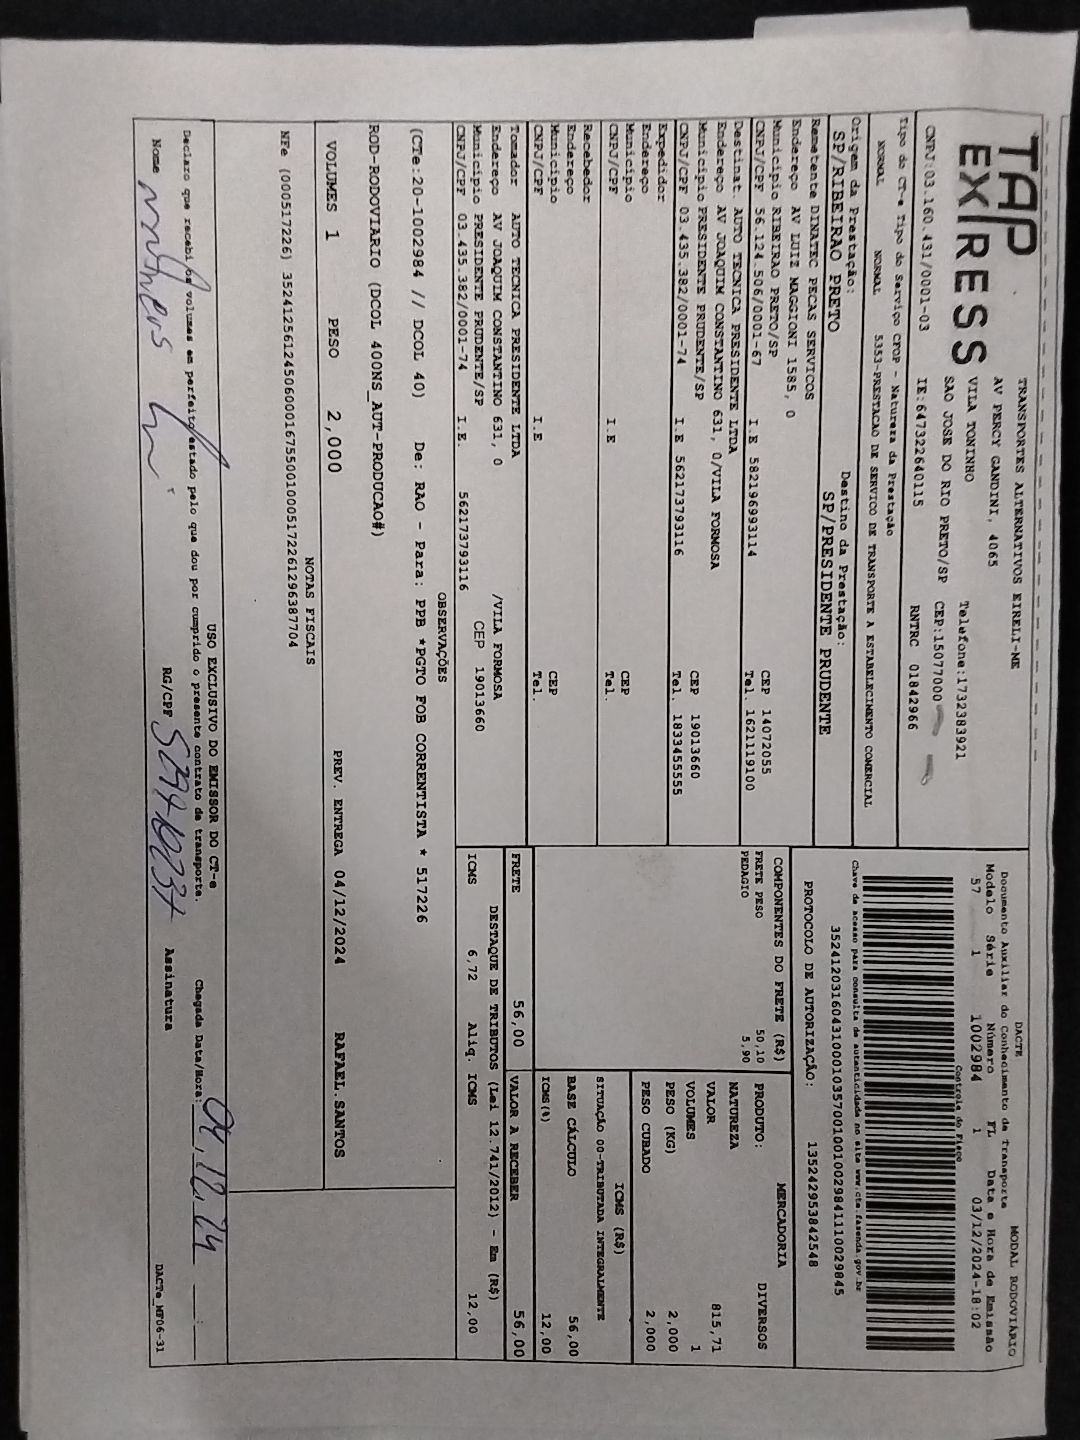 TAP EXPRESS
TRANSPORTES ALTERNATIVOS EIRELI-ME
AV PERCY GANDINI, 4065
VILA TONINHO Telefone:1732383921
SAO JOSE DO RIO PRETO/SP CEP:15077000
CNPJ:03.160.431/0001-03 IE:647322640115 RNTRC 01842966
DACTE MODAL RODOVIÁRIO
Documento Auxiliar do Conhecimento de Transporte
Modelo Série Número FL Data e Hora de Emissão
57 1 1002984 1 03/12/2024-18:02
Controle do Fisco
Chave de acesso para consulta de autenticidade no site www.cte.fazenda.gov.br
PROTOCOLO DE AUTORIZAÇÃO: 135242953842548
Tipo do CT-e Tipo do Serviço CFOP - Natureza da Prestação
NORMAL NORMAL 5353-PRESTACAO DE SERVICO DE TRANSPORTE A ESTABELECIMENTO COMERCIAL
Origem da Prestação: Destino da Prestação:
SP/RIBEIRAO PRETO SP/PRESIDENTE PRUDENTE
Remetente DINATEC PECAS SERVICOS
Endereço AV LUIZ MAGGIONI 1585, 0
Município RIBEIRAO PRETO/SP CEP 14072055
CNPJ/CPF 56.124.506/0001-67 I.E 582196993114 Tel. 1621119100
Destinat. AUTO TECNICA PRESIDENTE LTDA
Endereço AV JOAQUIM CONSTANTINO 631, 0/VILA FORMOSA
Município PRESIDENTE PRUDENTE/SP CEP 19013660
CNPJ/CPF 03.435.382/0001-74 I.E 562173793116 Tel. 1833455555
Expedidor
Endereço
Município CEP
CNPJ/CPF I.E Tel.
Recebedor
Endereço
Município CEP
CNPJ/CPF I.E Tel.
Tomador AUTO TECNICA PRESIDENTE LTDA
Endereço AV JOAQUIM CONSTANTINO 631, 0 /VILA FORMOSA
Município PRESIDENTE PRUDENTE/SP CEP 19013660
CNPJ/CPF 03.435.382/0001-74 I.E. 562173793116
COMPONENTES DO FRETE (R$)
FRETE PESO 50,10
PEDAGIO 5,90
MERCADORIA
PRODUTO: DIVERSOS
NATUREZA
VALOR 815,71
VOLUMES 1
PESO (KG) 2,000
PESO CUBADO 2,000
ICMS (R$)
SITUAÇÃO 00-TRIBUTADA INTEGRALMENTE
BASE CÁLCULO 56,00
ICMS(%) 12,00
FRETE 56,00 VALOR A RECEBER 56,00
DESTAQUE DE TRIBUTOS (Lei 12.741/2012) - Em (R$)
ICMS 6,72 Aliq. ICMS 12,00
OBSERVAÇÕES
(CTe:20-1002984 // DCOL 40) De: RAO - Para: PPB *PGTO FOB CORRENTISTA * 517226
ROD-RODOVIARIO (DCOL 400NS_AUT-PRODUCAO#)
VOLUMES 1 PESO 2,000 PREV. ENTREGA 04/12/2024 RAFAEL.SANTOS
NOTAS FISCAIS
NFe (000517226)
USO EXCLUSIVO DO EMISSOR DO CT-e
Declaro que recebi os volumes em perfeito estado pelo que dou por cumprido o presente contrato de transporte. Chegada Data/Hora: 04.12.24 __:__
Nome RG/CPF Assinatura
DACTe_MF06-31